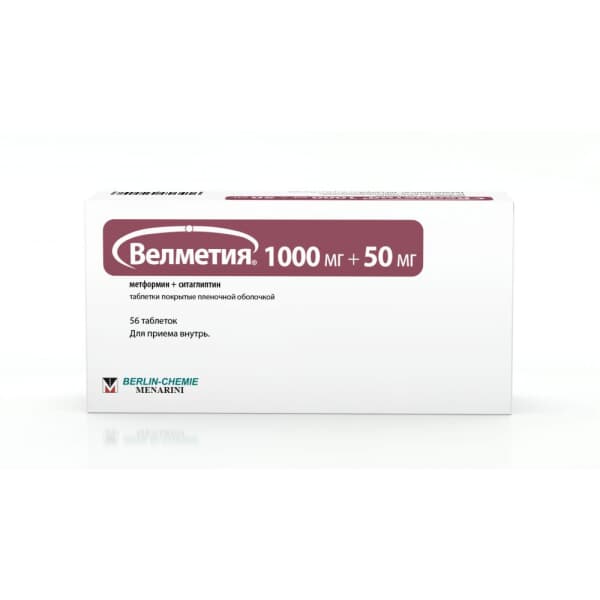 Велметия® 1000 мг + 50 мг
метформин + ситаглиптин
таблетки покрытые пленочной оболочкой
56 таблеток
Для приема внутрь.
BERLIN-CHEMIE
MENARINI